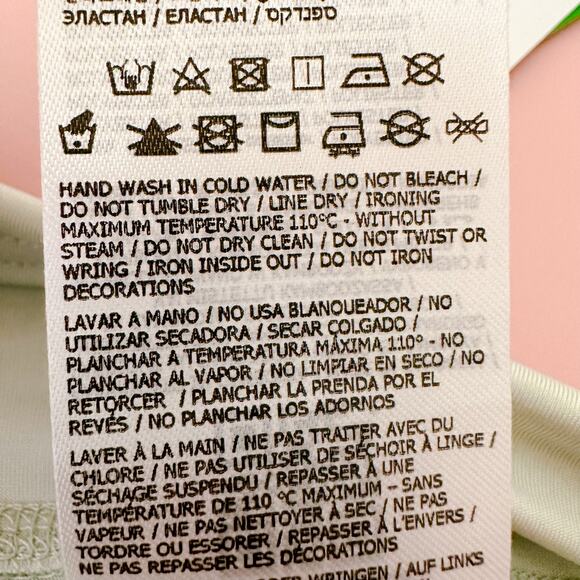 ЭЛАСТАН / ЕЛАСТАН / ספנדקס
HAND WASH IN COLD WATER / DO NOT BLEACH /
DO NOT TUMBLE DRY / LINE DRY / IRONING
MAXIMUM TEMPERATURE 110°C - WITHOUT
STEAM / DO NOT DRY CLEAN / DO NOT TWIST OR
WRING / IRON INSIDE OUT / DO NOT IRON
DECORATIONS
LAVAR A MANO / NO USA BLANQUEADOR / NO
UTILIZAR SECADORA / SECAR COLGADO /
PLANCHAR A TEMPERATURA MÁXIMA 110° - NO
PLANCHAR AL VAPOR / NO LIMPIAR EN SECO / NO
RETORCER / PLANCHAR LA PRENDA POR EL
REVÉS / NO PLANCHAR LOS ADORNOS
LAVER À LA MAIN / NE PAS TRAITER AVEC DU
CHLORE / NE PAS UTILISER DE SÉCHOIR À LINGE /
SÉCHAGE SUSPENDU / REPASSER À UNE
TEMPÉRATURE DE 110 °C MAXIMUM – SANS
VAPEUR / NE PAS NETTOYER À SEC / NE PAS
TORDRE OU ESSORER / REPASSER À L'ENVERS /
NE PAS REPASSER LES DÉCORATIONS
WRINGEN / AUF LINKS